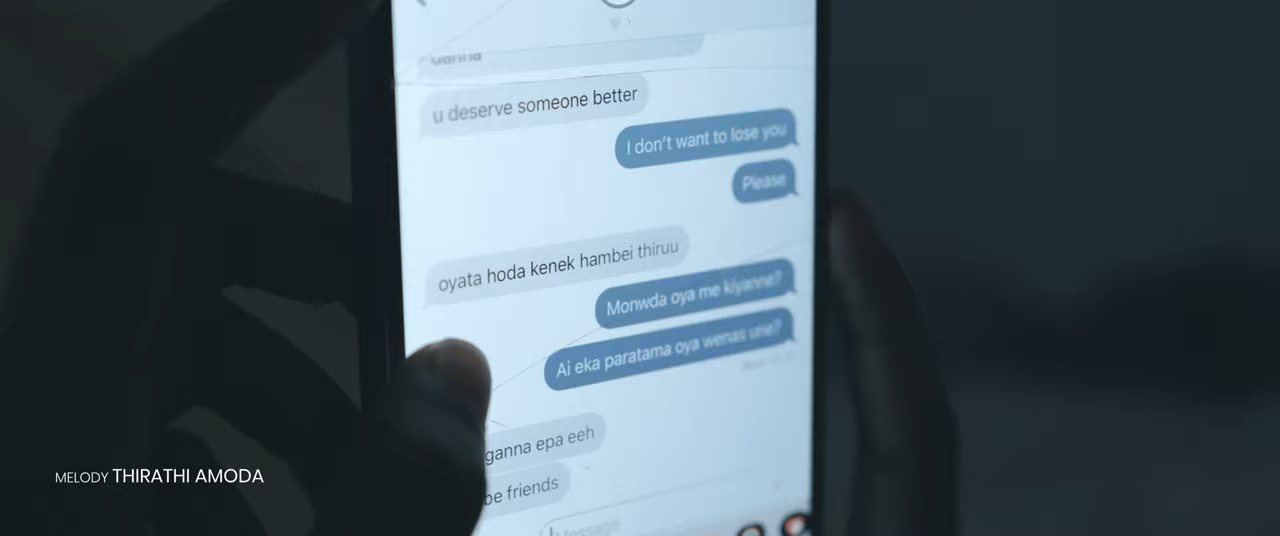 u deserve someone better
I don't want to lose you
Please
oyata hoda kenek hambei thiruu
Monwda oya me kiyanne?
Ai eka paratama oya wenas une?
ganna epa eeh
be friends
Message
MELODY THIRATHI AMODA